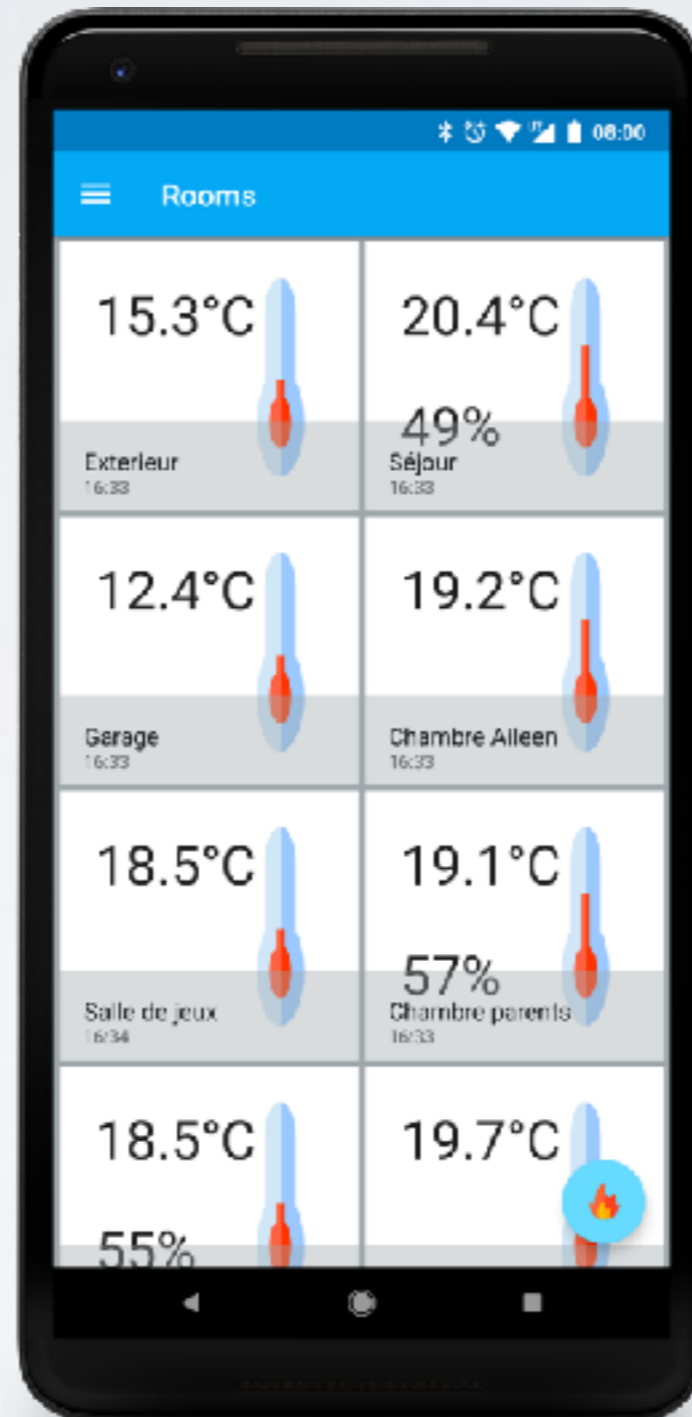 08:00
Rooms
15.3°C
20.4°C
49%
Exterieur
Séjour
16:33
16:33
12.4°C
19.2°C
Garage
Chambre Aileen
16:33
16:33
18.5°C
19.1°C
57%
Salle de jeux
Chambre parents
16:34
16:33
18.5°C
19.7°C
55%